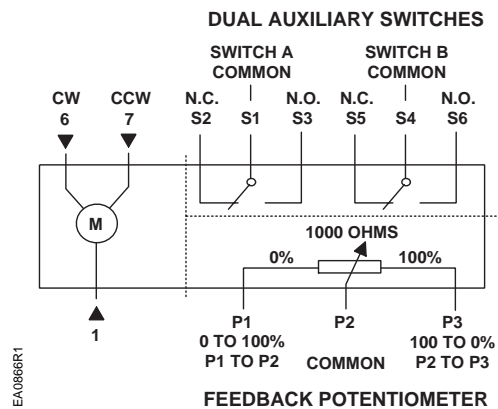 DUAL AUXILIARY SWITCHES
SWITCH A
COMMON
SWITCH B
COMMON
CW
6
CCW
7
N.C.
S2
S1
N.O.
S3
N.C.
S5
S4
N.O.
S6
M
1000 OHMS
0%
100%
1
P1
0 TO 100%
P1 TO P2
P2
COMMON
P3
100 TO 0%
P2 TO P3
FEEDBACK POTENTIOMETER
EA0866R1